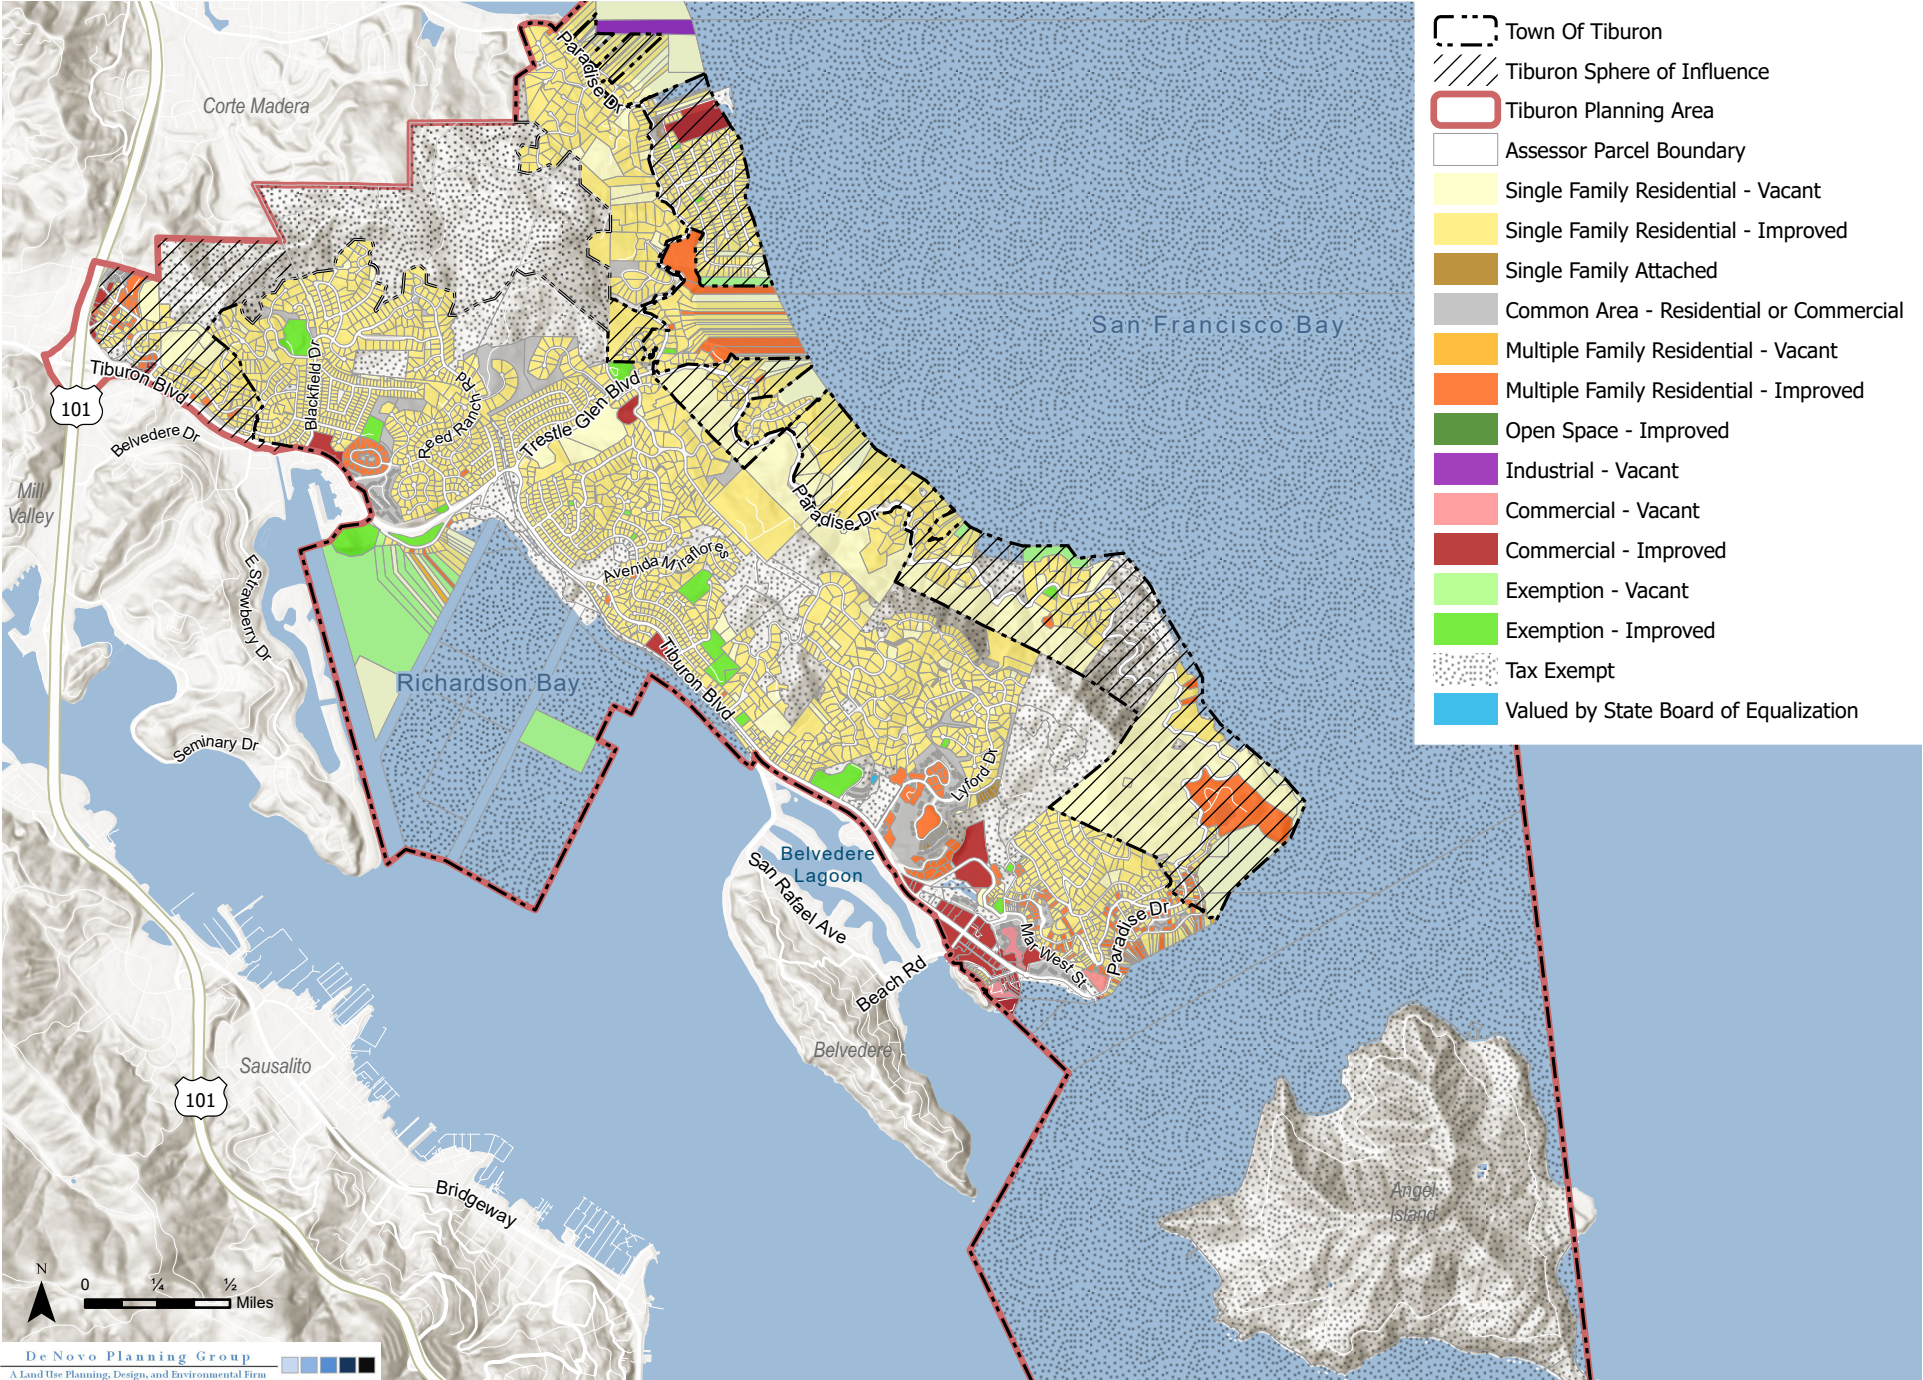 Town Of Tiburon
Tiburon Sphere of Influence
Tiburon Planning Area
Assessor Parcel Boundary
Single Family Residential - Vacant
Single Family Residential - Improved
Single Family Attached
Common Area - Residential or Commercial
Multiple Family Residential - Vacant
Multiple Family Residential - Improved
Open Space - Improved
Industrial - Vacant
Commercial - Vacant
Commercial - Improved
Exemption - Vacant
Exemption - Improved
Tax Exempt
Valued by State Board of Equalization
Corte Madera
Paradise Dr
San Francisco Bay
Tiburon Blvd
101
Blackfield Dr
Reed Ranch Rd
Trestle Glen Blvd
Belvedere Dr
Mill
Valley
Paradise Dr
E Strawberry Dr
Avenida Miraflores
Richardson Bay
Tiburon Blvd
Seminary Dr
Lyford Dr
Belvedere
Lagoon
San Rafael Ave
Beach Rd
Mar West St
Paradise Dr
Belvedere
Sausalito
101
Bridgeway
Angel
Island
N
0 ¼ ½
Miles
De Novo Planning Group
A Land Use Planning, Design, and Environmental Firm